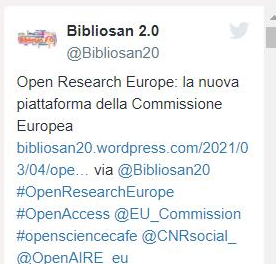 Bibliosan 2.0
@Bibliosan20
Open Research Europe: la nuova
piattaforma della Commissione
Europea
bibliosan20.wordpress.com/2021/0
3/04/ope… via @Bibliosan20
#OpenResearchEurope
#OpenAccess @EU_Commission
#opensciencecafe @CNRsocial_
@OpenAIRE_eu